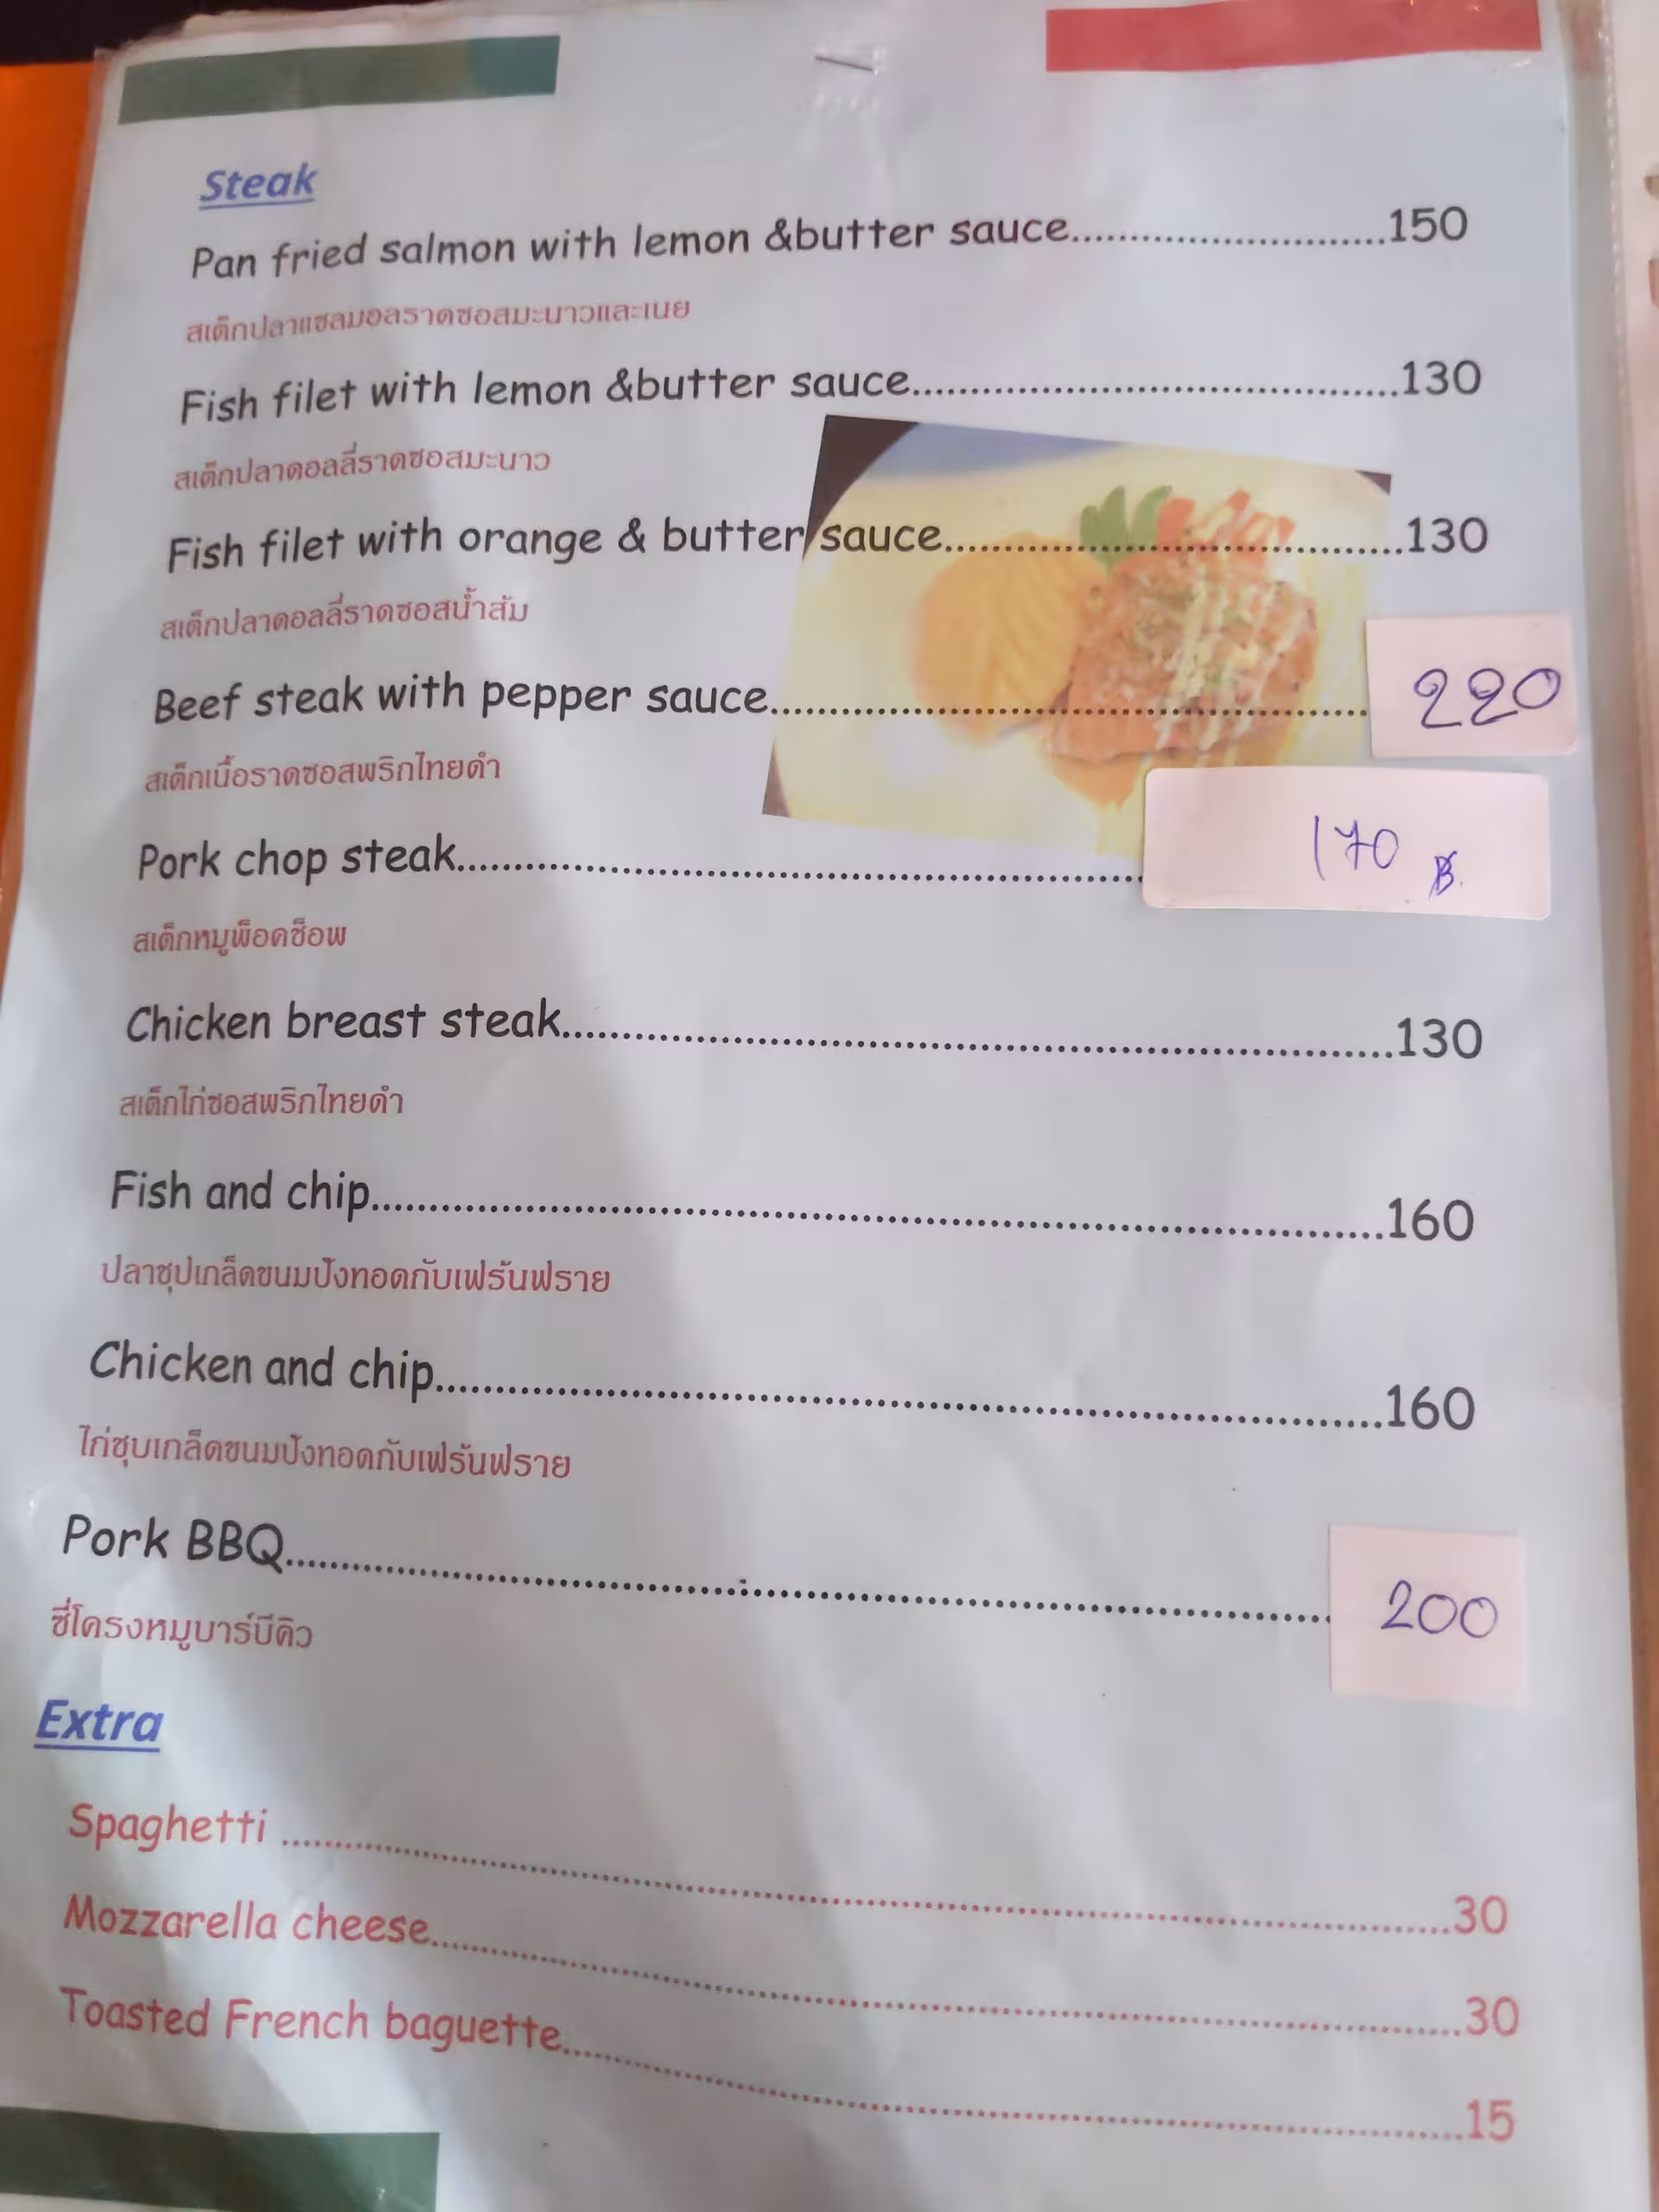 Steak
Pan fried salmon with lemon &butter sauce...........................150
สเต็กปลาแซลมอลราดซอสมะนาวและเนย
Fish filet with lemon &butter sauce..........................................130
สเต็กปลาดอลลี่ราดซอสมะนาว
Fish filet with orange & butter sauce.......................................130
สเต็กปลาดอลลี่ราดซอสน้ำส้ม
Beef steak with pepper sauce...................................................220
สเต็กเนื้อราดซอสพริกไทยดำ
Pork chop steak..........................................................170 ฿.
สเต็กหมูพ็อคช็อพ
Chicken breast steak......................................................................130
สเต็กไก่ซอสพริกไทยดำ
Fish and chip......................................................................................160
ปลาชุปเกล็ดขนมปังทอดกับเฟร้นฟราย
Chicken and chip................................................................................160
ไก่ชุบเกล็ดขนมปังทอดกับเฟร้นฟราย
Pork BBQ........................................................................................200
ซี่โครงหมูบาร์บีคิว
Extra
Spaghetti ....................................................................................................30
Mozzarella cheese.......................................................................................30
Toasted French baguette............................................................................15